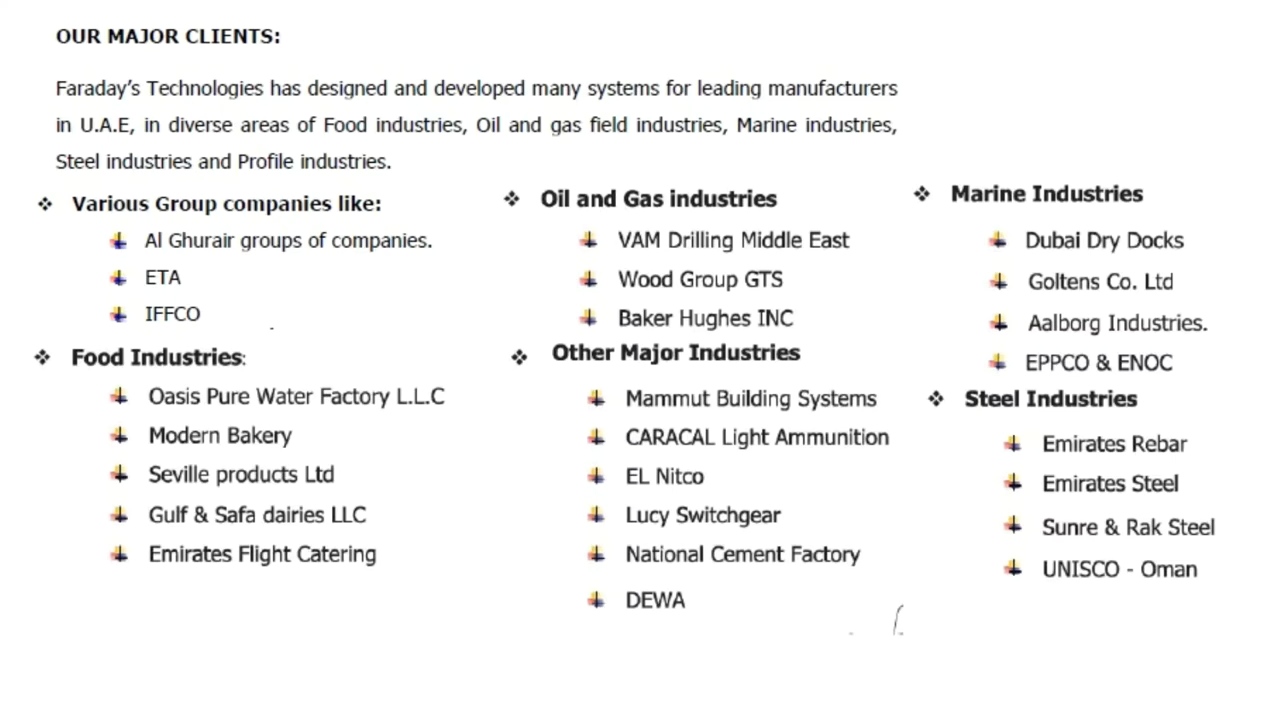 OUR MAJOR CLIENTS:
Faraday's Technologies has designed and developed many systems for leading manufacturers
in U.A.E, in diverse areas of Food industries, Oil and gas field industries, Marine industries,
Steel industries and Profile industries.
Various Group companies like:
Al Ghurair groups of companies.
ETA
IFFCO
Food Industries:
Oasis Pure Water Factory L.L.C
Modern Bakery
Seville products Ltd
Gulf & Safa dairies LLC
Emirates Flight Catering
Oil and Gas industries
VAM Drilling Middle East
Wood Group GTS
Baker Hughes INC
Other Major Industries
Mammut Building Systems
CARACAL Light Ammunition
EL Nitco
Lucy Switchgear
National Cement Factory
DEWA
Marine Industries
Dubai Dry Docks
Goltens Co. Ltd
Aalborg Industries.
EPPCO & ENOC
Steel Industries
Emirates Rebar
Emirates Steel
Sunre & Rak Steel
UNISCO - Oman